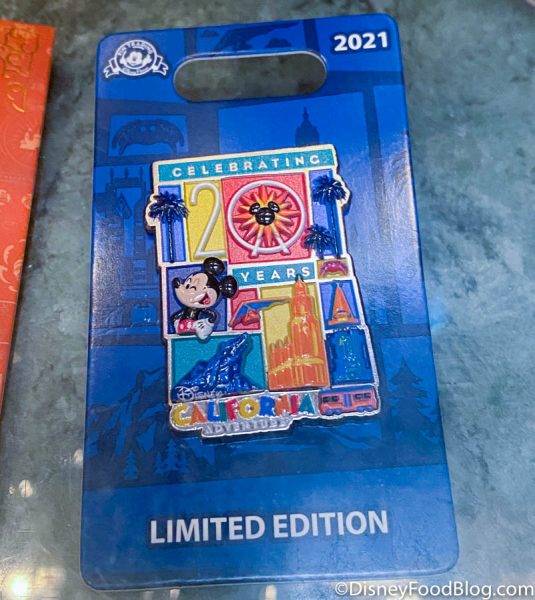 2021
CELEBRATING
20
YEARS
Disney
CALIFORNIA
ADVENTURE
LIMITED EDITION
©DisneyFoodBlog.com